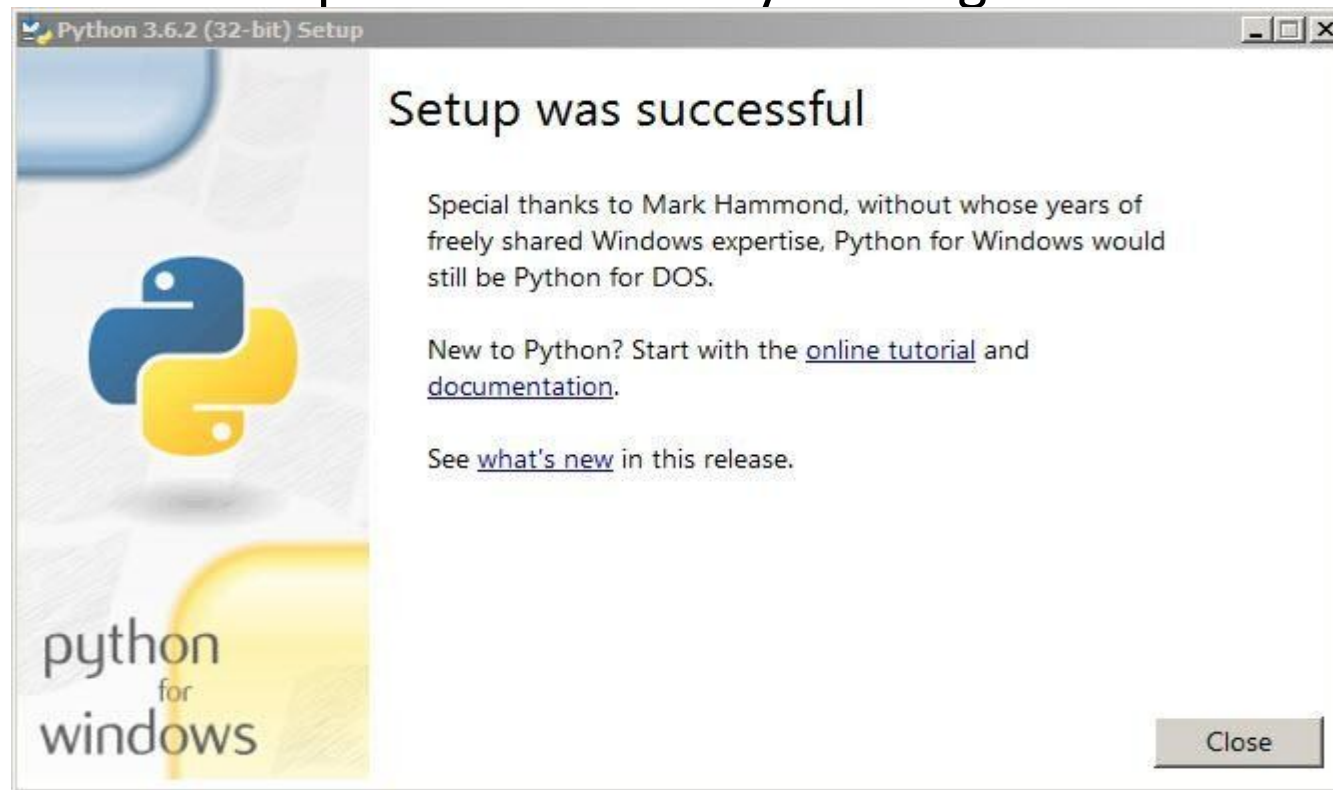 Python 3.6.2 (32-bit) Setup
Setup was successful
Special thanks to Mark Hammond, without whose years of
freely shared Windows expertise, Python for Windows would
still be Python for DOS.
New to Python? Start with the online tutorial and
documentation.
See what's new in this release.
python
for
windows
Close